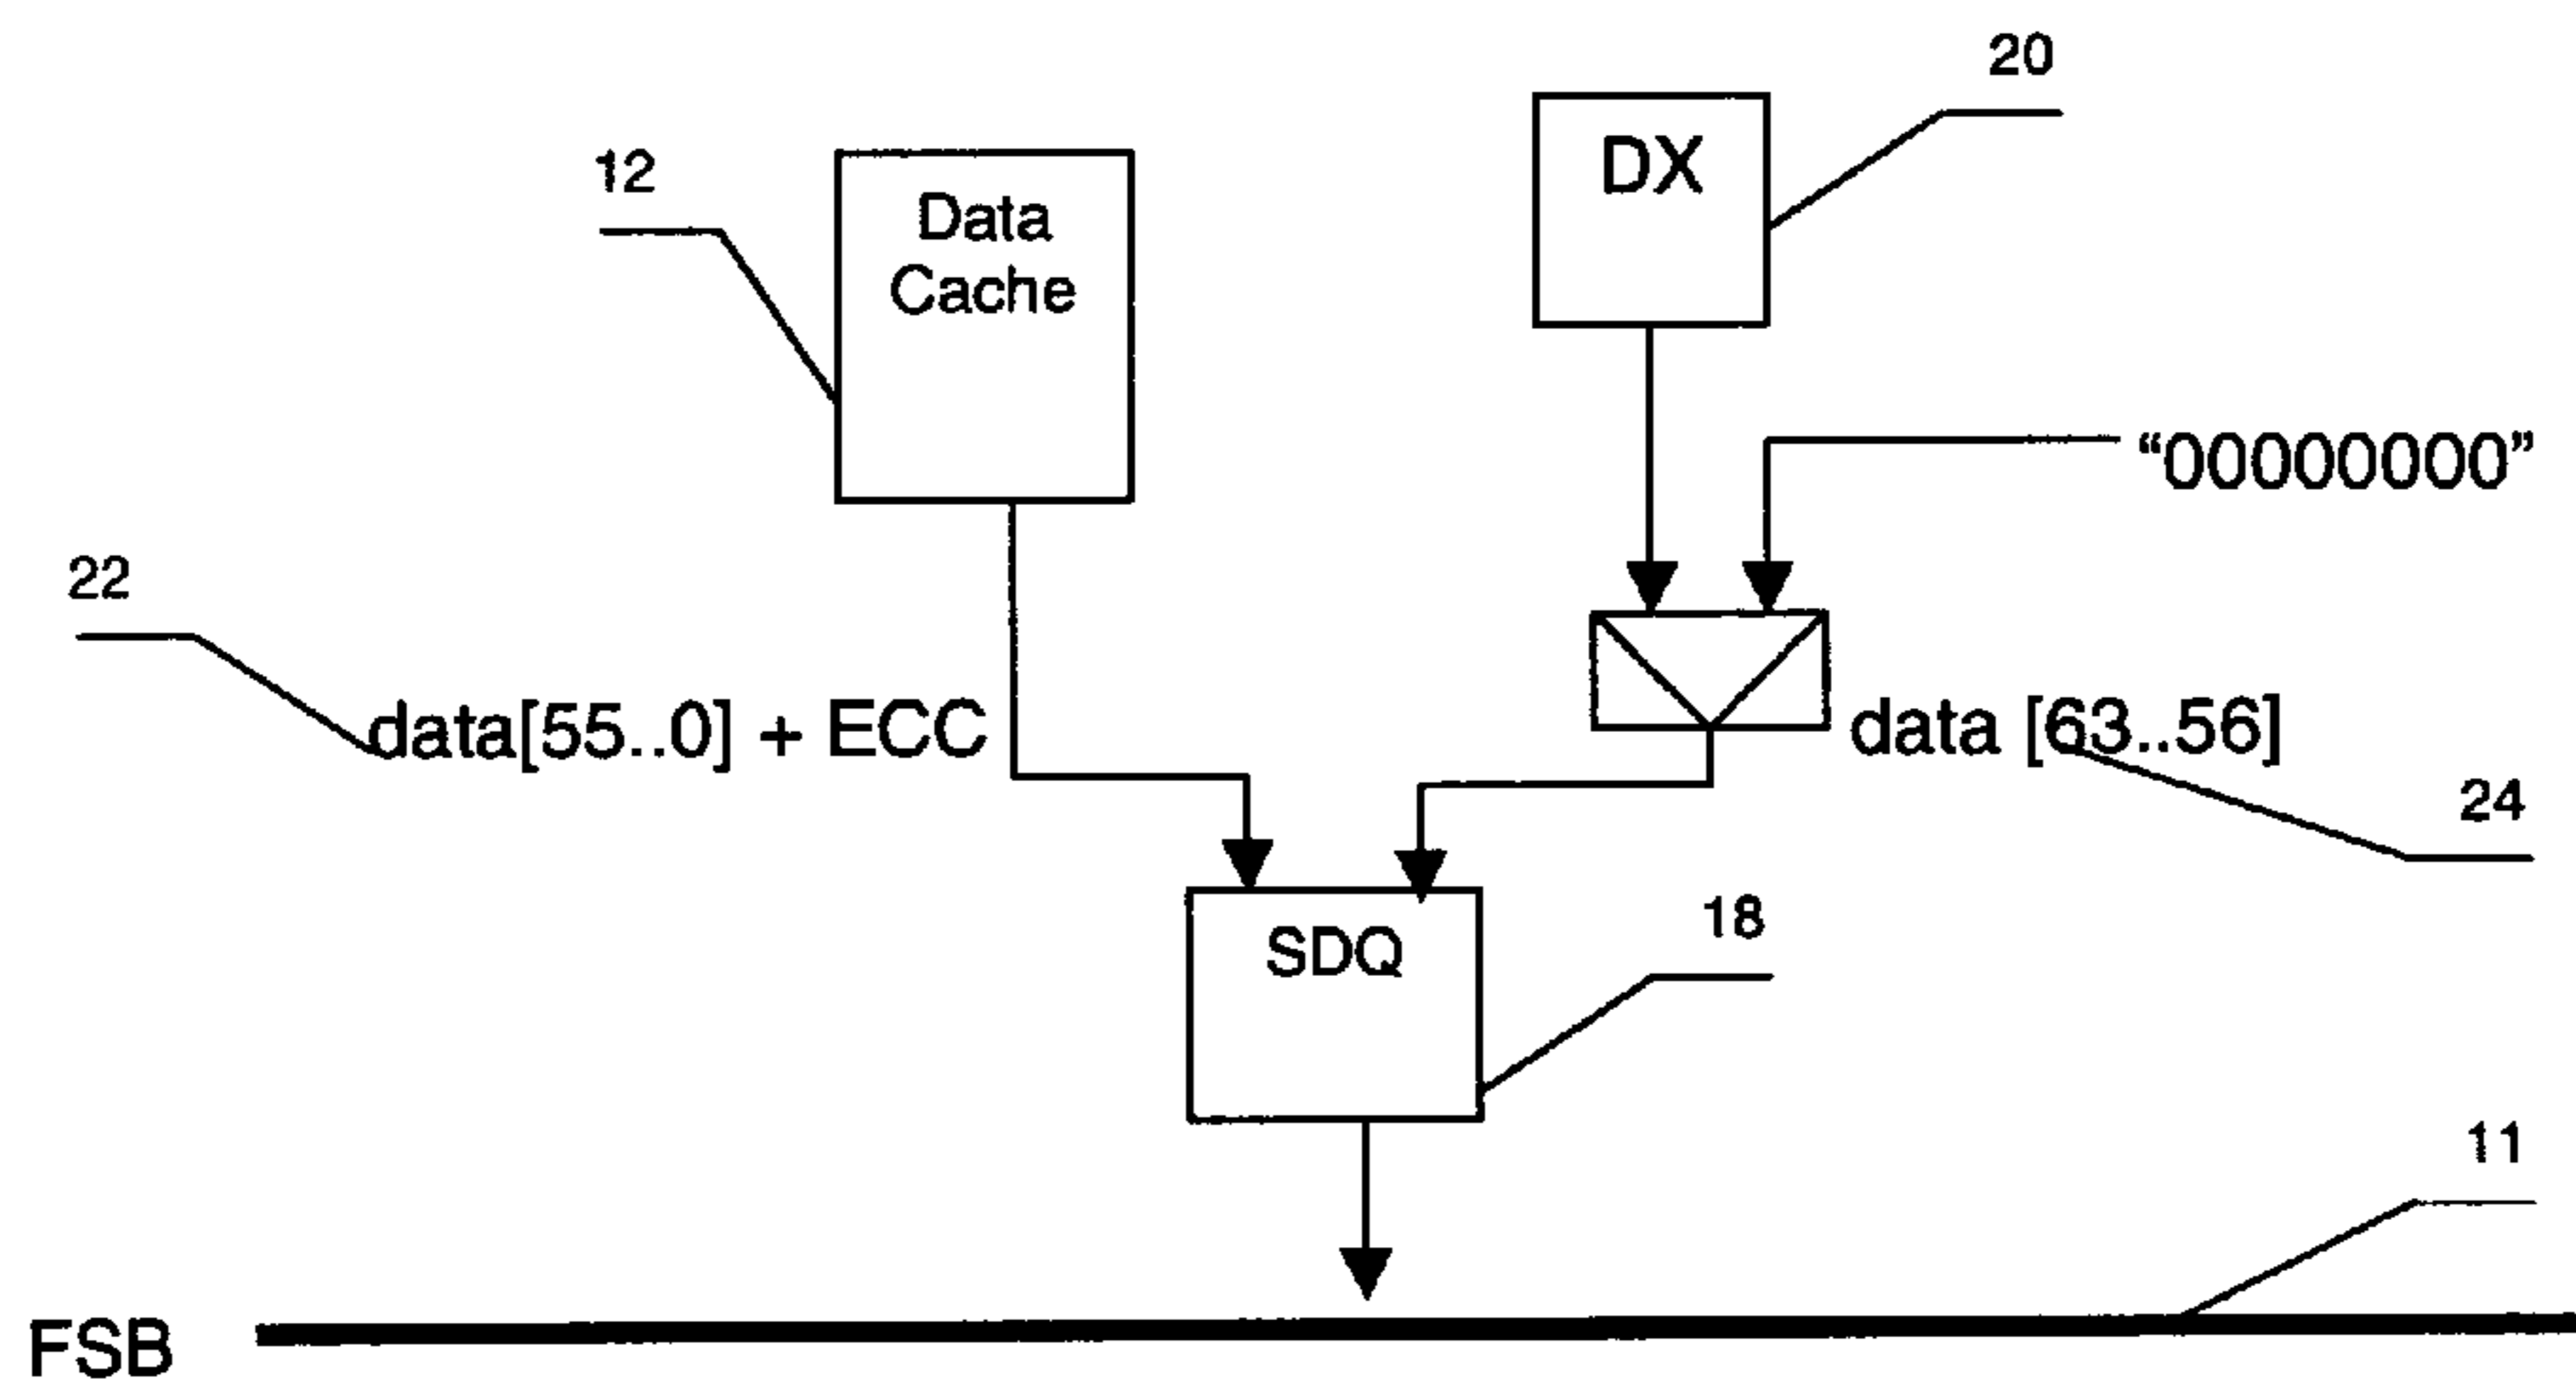 20
12
DX
Data
Cache
“00000000”
22
data[55..0] + ECC
data [63..56]
24
18
SDQ
11
FSB